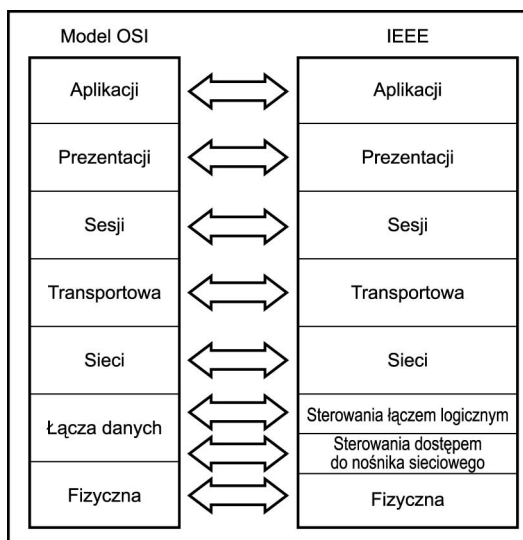 Model OSI
IEEE
Aplikacji
Aplikacji
Prezentacji
Prezentacji
Sesji
Sesji
Transportowa
Transportowa
Sieci
Sieci
Łącza danych
Sterowania łączem logicznym
Sterowania dostępem
do nośnika sieciowego
Fizyczna
Fizyczna